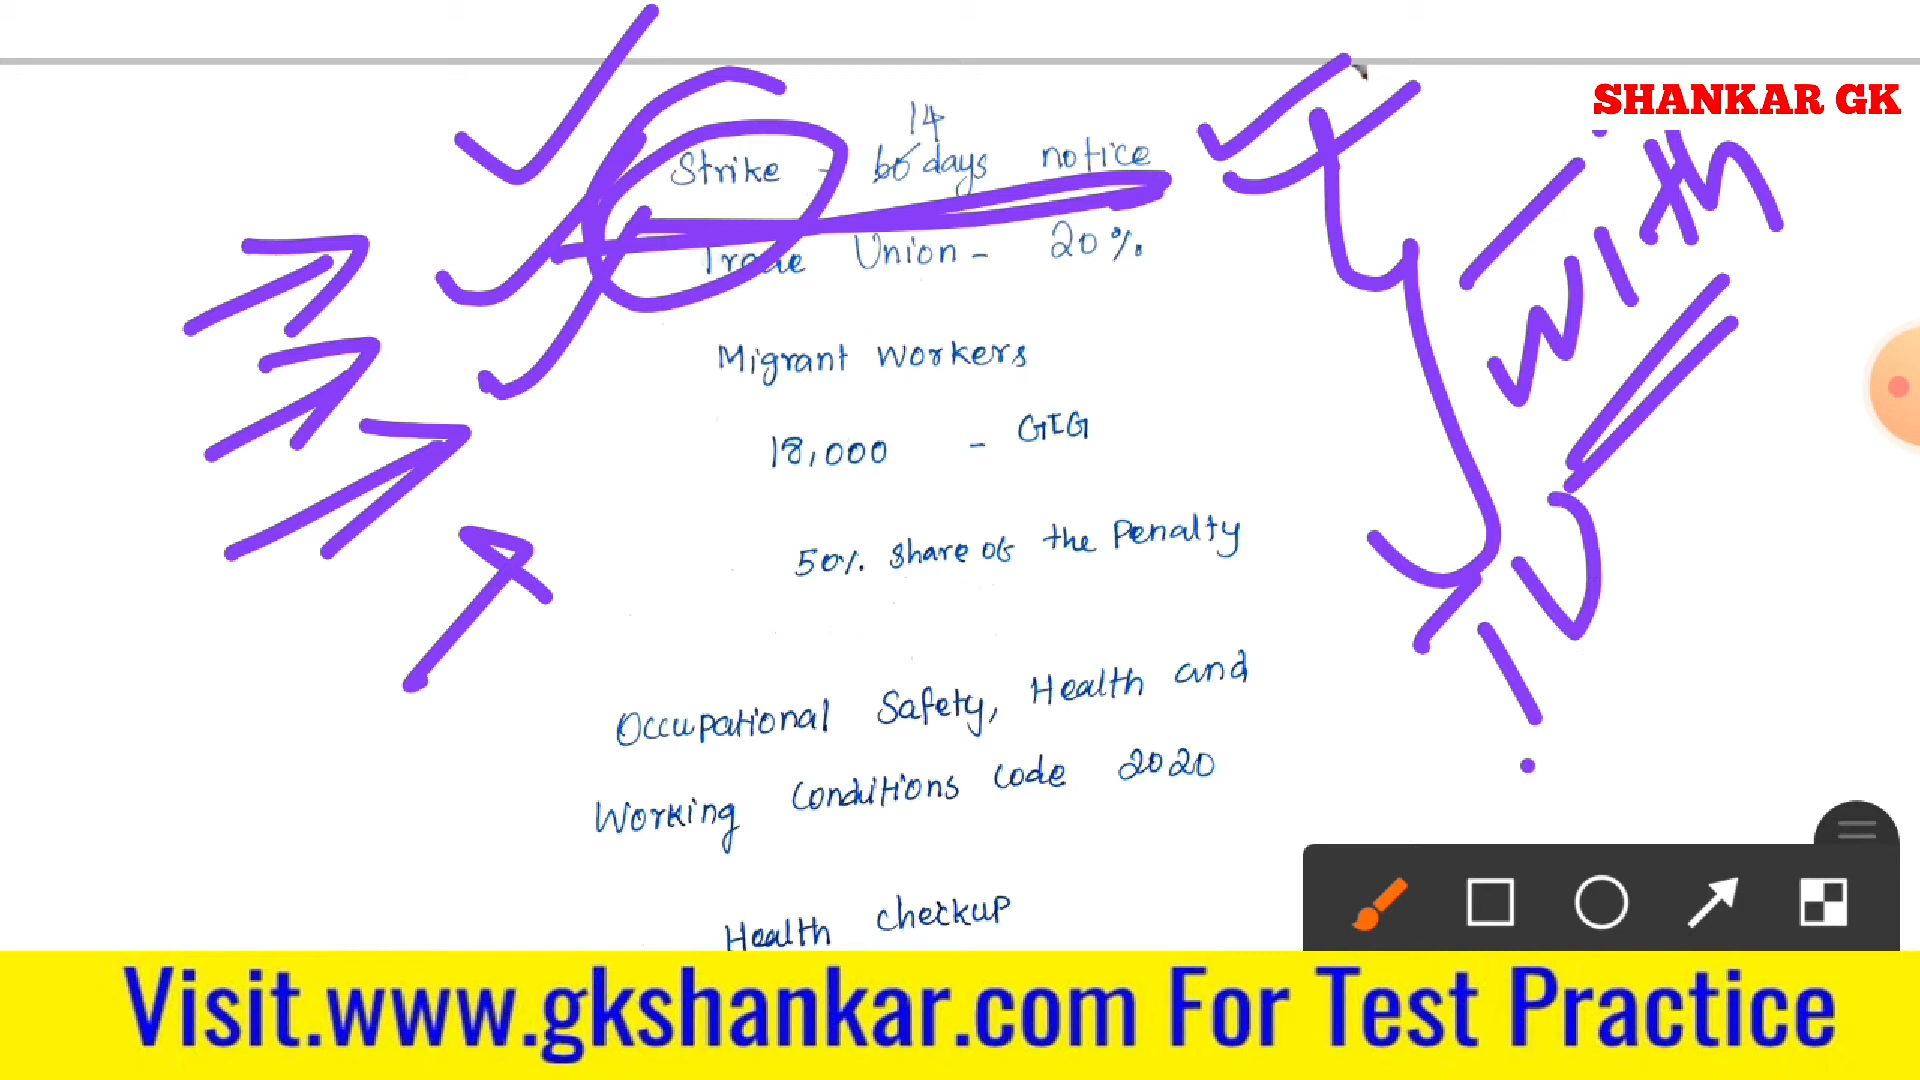 SHANKAR GK
14
Strike - 60 days notice
Trade Union - 20%.
with
Migrant workers
18,000 - GIG
50%. share of the Penalty
Occupational Safety, Health and
Working Conditions Code 2020
Health checkup
Visit.www.gkshankar.com For Test Practice